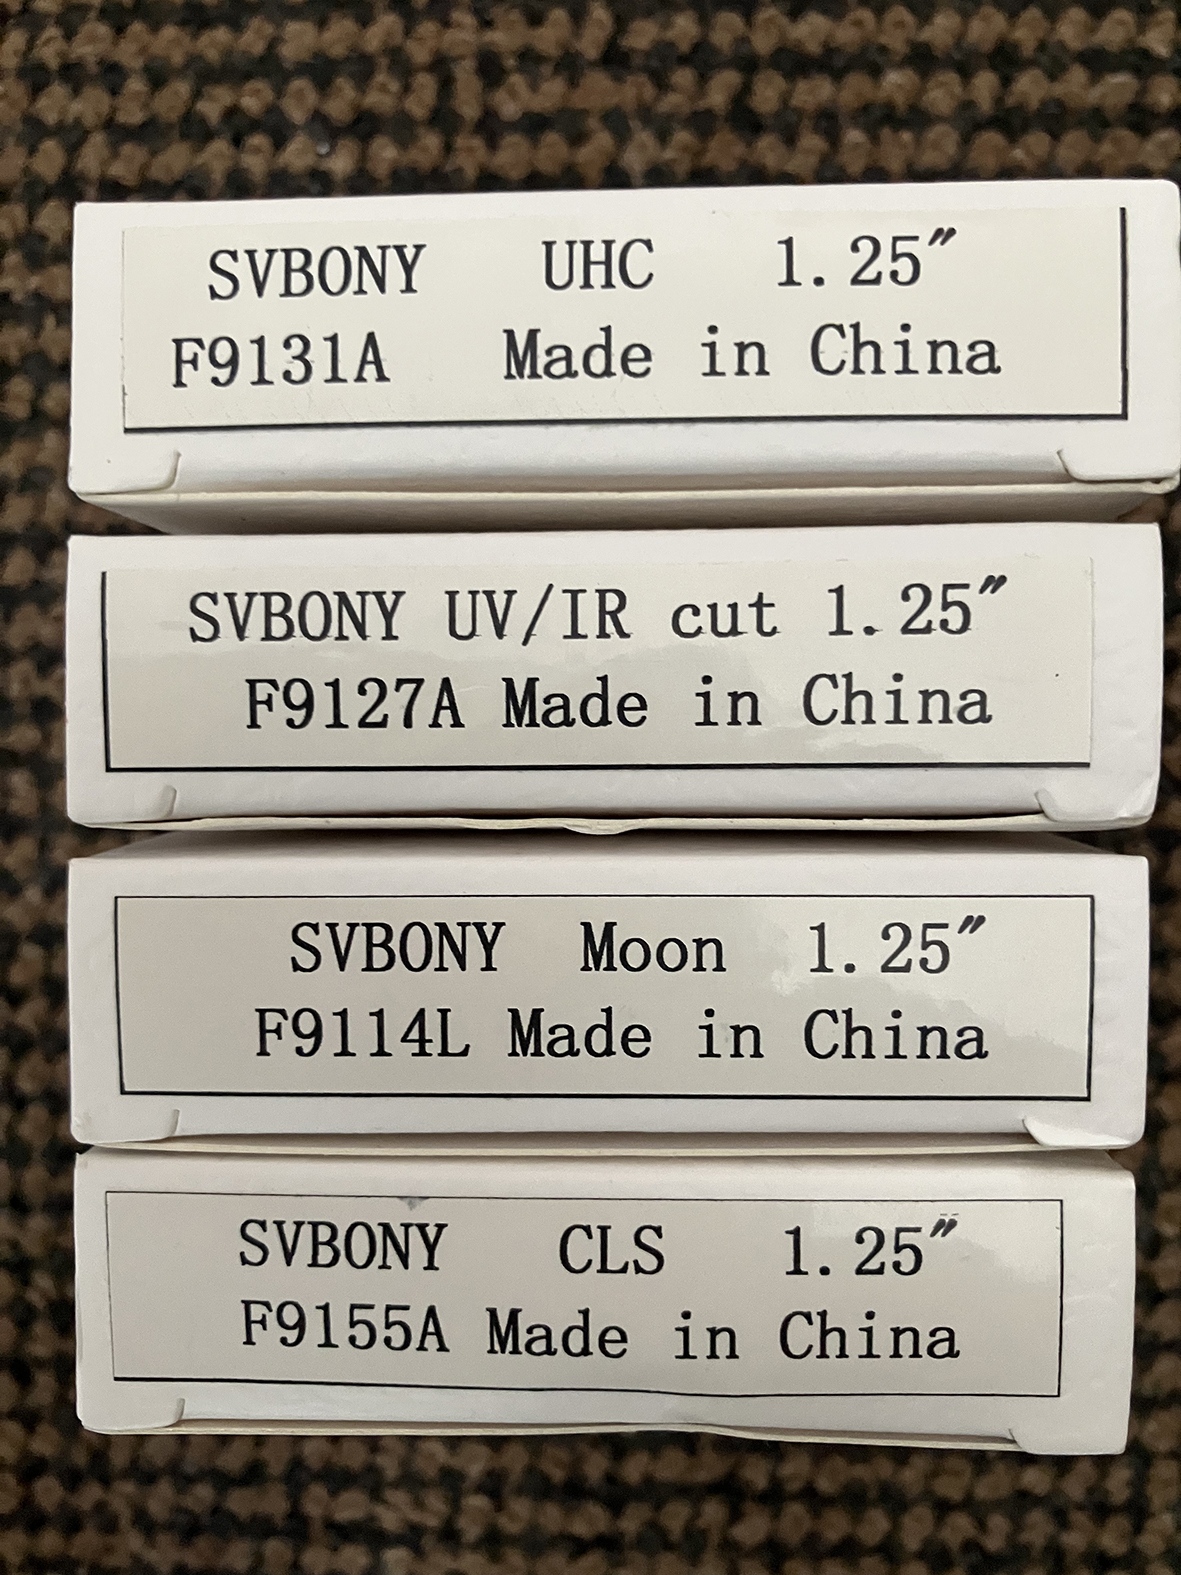 SVBONY UHC 1.25″
F9131A Made in China
SVBONY UV/IR cut 1.25″
F9127A Made in China
SVBONY Moon 1.25″
F9114L Made in China
SVBONY CLS 1.25″
F9155A Made in China